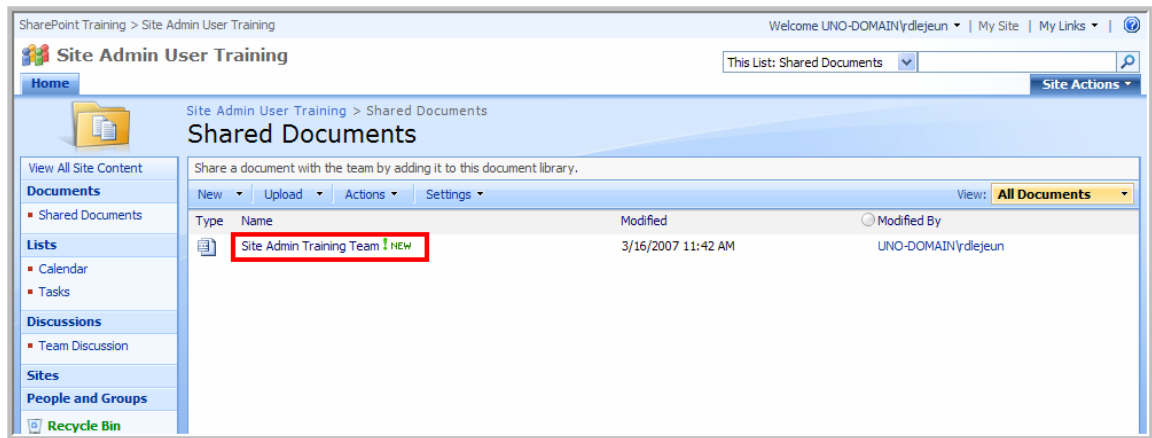 SharePoint Training > Site Admin User Training
Welcome UNO-DOMAIN\rdlejeun | My Site | My Links |
Site Admin User Training
This List: Shared Documents
Home
Site Actions
Site Admin User Training > Shared Documents
Shared Documents
View All Site Content
Share a document with the team by adding it to this document library.
Documents
New Upload Actions Settings
View: All Documents
Shared Documents
Type Name Modified Modified By
Lists
Site Admin Training Team ! NEW 3/16/2007 11:42 AM UNO-DOMAIN\rdlejeun
Calendar
Tasks
Discussions
Team Discussion
Sites
People and Groups
Recycle Bin